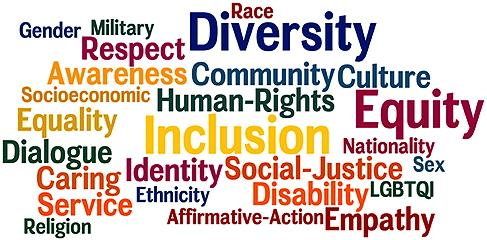 Race
Gender Military Diversity
Respect
Awareness Community Culture
Socioeconomic Human-Rights Equity
Equality Inclusion
Dialogue Nationality
Caring Identity Social-Justice Sex
Service Ethnicity Disability LGBTQI
Religion Affirmative-Action Empathy